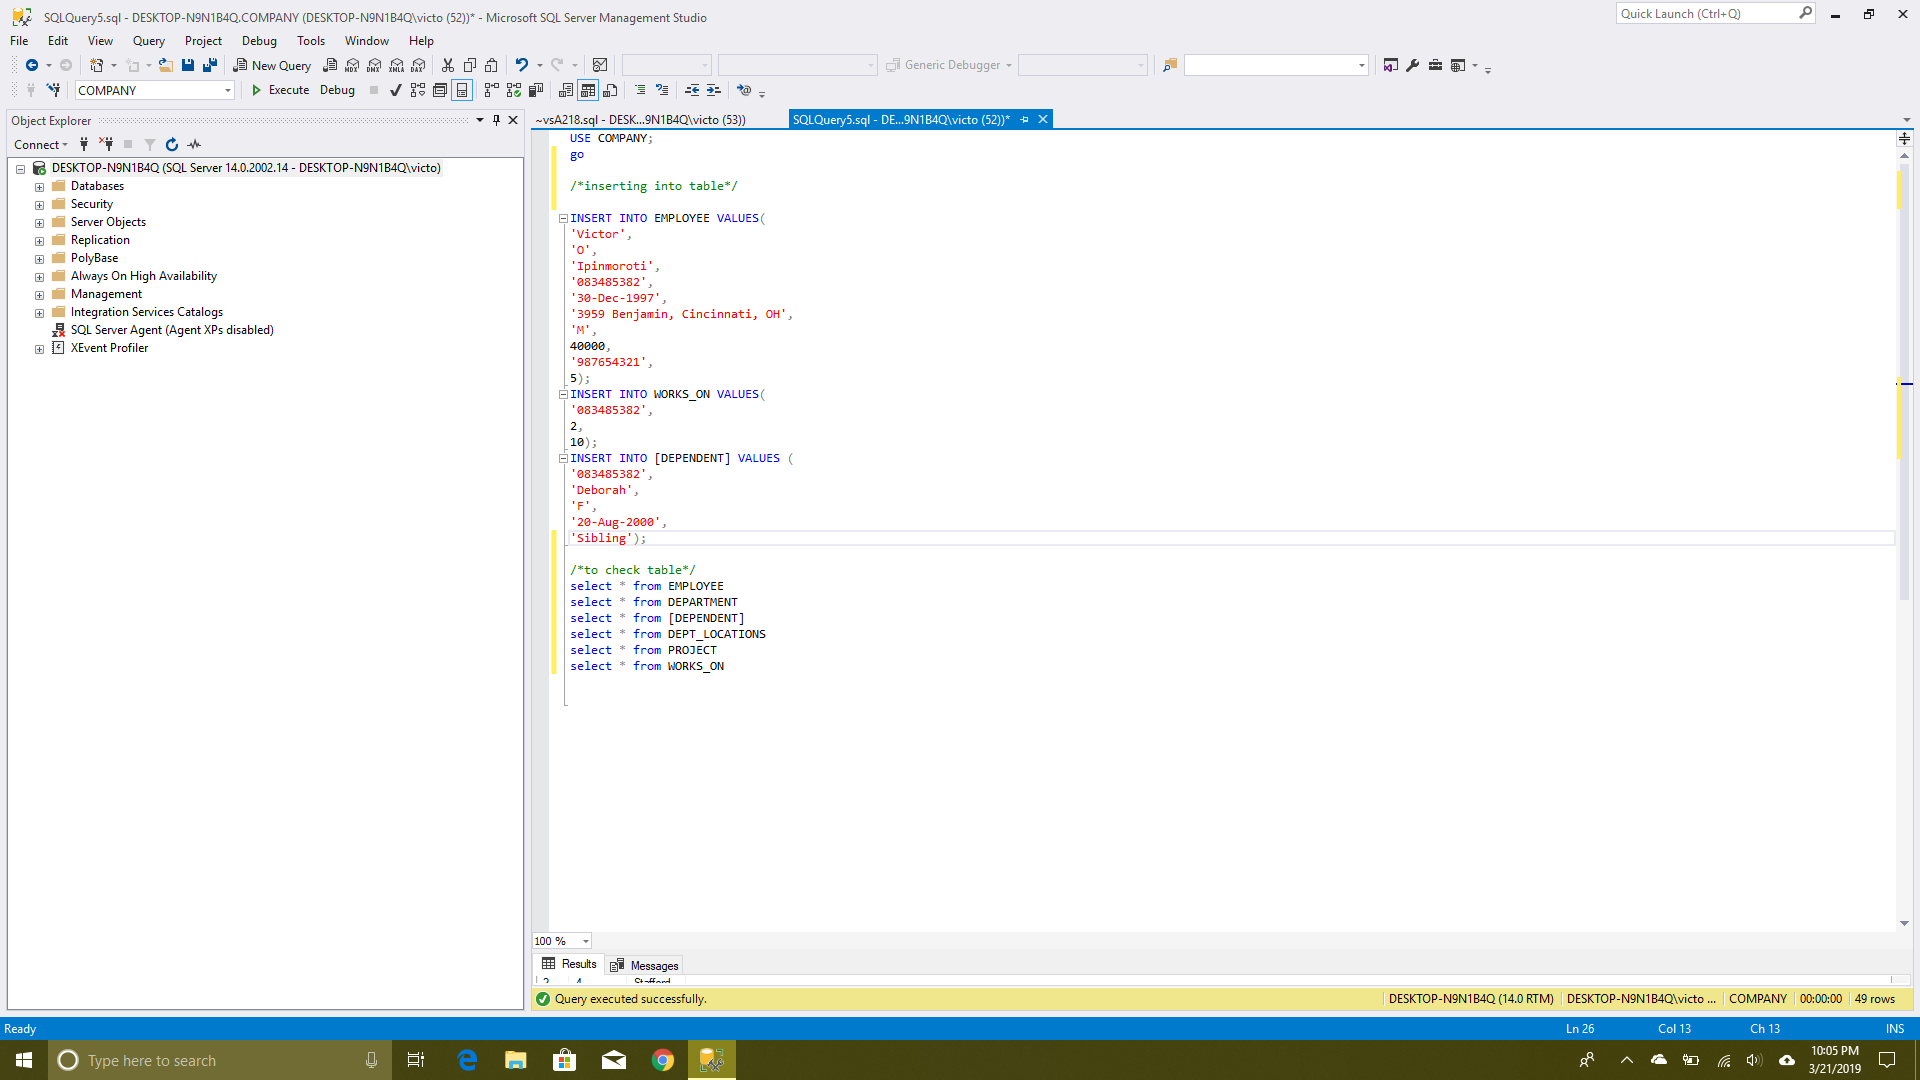 SQLQuery5.sql - DESKTOP-N9N1B4Q.COMPANY (DESKTOP-N9N1B4Q\victo (52))* - Microsoft SQL Server Management Studio
Quick Launch (Ctrl+Q)
File Edit View Query Project Debug Tools Window Help
New Query MDX DMX XMLA DAX Generic Debugger
COMPANY Execute Debug
Object Explorer
Connect
DESKTOP-N9N1B4Q (SQL Server 14.0.2002.14 - DESKTOP-N9N1B4Q\victo)
Databases
Security
Server Objects
Replication
PolyBase
Always On High Availability
Management
Integration Services Catalogs
SQL Server Agent (Agent XPs disabled)
XEvent Profiler
~vsA218.sql - DESK...9N1B4Q\victo (53)) SQLQuery5.sql - DE...9N1B4Q\victo (52))*
USE COMPANY;
go
/*inserting into table*/
INSERT INTO EMPLOYEE VALUES(
'Victor',
'O',
'Ipinmoroti',
'083485382',
'30-Dec-1997',
'3959 Benjamin, Cincinnati, OH',
'M',
40000,
'987654321',
5);
INSERT INTO WORKS_ON VALUES(
'083485382',
2,
10);
INSERT INTO [DEPENDENT] VALUES (
'083485382',
'Deborah',
'F',
'20-Aug-2000',
'Sibling');
/*to check table*/
select * from EMPLOYEE
select * from DEPARTMENT
select * from [DEPENDENT]
select * from DEPT_LOCATIONS
select * from PROJECT
select * from WORKS_ON
100 %
Results Messages
2 4 Stafford
Query executed successfully. DESKTOP-N9N1B4Q (14.0 RTM) DESKTOP-N9N1B4Q\victo ... COMPANY 00:00:00 49 rows
Ready Ln 26 Col 13 Ch 13 INS
Type here to search
10:05 PM
3/21/2019